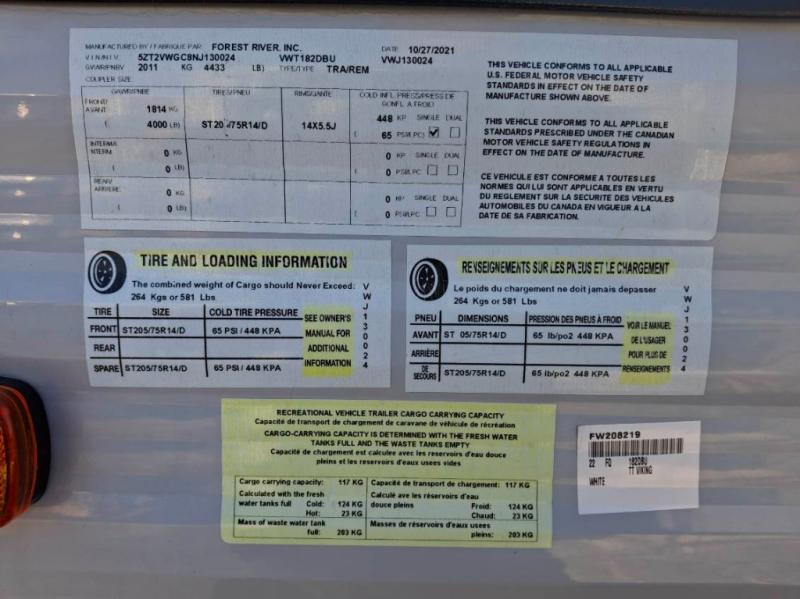 MANUFACTURED BY / FABRIQUE PAR FOREST RIVER, INC. DATE 10/27/2021
V.I.N/N.I.V. 5ZT2VWGC8NJ130024 VWT182DBU VWJ130024
GVWR/PNBV 2011 KG 4433 LB) TYPE/TYPE TRA/REM
COUPLER SIZE
GAWR/PNBE TIRES/PNEU RIMS/JANTE COLD INFL. PRESS/PRESS DE GONFL. A FROID
FRONT/ AVANT 1814 KG 448 KP SINGLE DUAL
( 4000 LB) ST20 /75R14/D 14X5.5J ( 65 PSI/LPC)
INTERM/ INTERM. 0 KG 0 KP SINGLE DUAL
( 0 LB) ( 0 PSI/LPC
REAR/ ARRIÈRE 0 KG 0 KP SINGLE DUAL
( 0 LB) ( 0 PSI/LPC
THIS VEHICLE CONFORMS TO ALL APPLICABLE
U.S. FEDERAL MOTOR VEHICLE SAFETY
STANDARDS IN EFFECT ON THE DATE OF
MANUFACTURE SHOWN ABOVE.
THIS VEHICLE CONFORMS TO ALL APPLICABLE
STANDARDS PRESCRIBED UNDER THE CANADIAN
MOTOR VEHICLE SAFETY REGULATIONS IN
EFFECT ON THE DATE OF MANUFACTURE.
CE VEHICULE EST CONFORME A TOUTES LES
NORMES QUI LUI SONT APPLICABLES EN VERTU
DU REGLEMENT SUR LA SECURITE DES VEHICULES
AUTOMOBILES DU CANADA EN VIGUEUR A LA
DATE DE SA FABRICATION.
TIRE AND LOADING INFORMATION
The combined weight of Cargo should Never Exceed:
264 Kgs or 581 Lbs
TIRE SIZE COLD TIRE PRESSURE
FRONT ST205/75R14/D 65 PSI / 448 KPA
REAR
SPARE ST205/75R14/D 65 PSI / 448 KPA
SEE OWNER'S
MANUAL FOR
ADDITIONAL
INFORMATION
VWJ130024
RENSEIGNEMENTS SUR LES PNEUS ET LE CHARGEMENT
Le poids du chargement ne doit jamais depasser
264 Kgs or 581 Lbs
PNEU DIMENSIONS PRESSION DES PNEUS À FROID
AVANT ST 05/75R14/D 65 lb/po2 448 KPA
ARRIÈRE
DE SECOURS ST205/75R14/D 65 lb/po2 448 KPA
VOIR LE MANUEL
DE L'USAGER
POUR PLUS DE
RENSEIGNEMENTS
VWJ130024
RECREATIONAL VEHICLE TRAILER CARGO CARRYING CAPACITY
Capacité de transport de chargement de caravane de véhicule de récréation
CARGO-CARRYING CAPACITY IS DETERMINED WITH THE FRESH WATER
TANKS FULL AND THE WASTE TANKS EMPTY
Capacité de chargement est calculee avec les reservoirs d'eau douce
pleins et les reservoirs d'eaux usees vides
Cargo carrying capacity: 117 KG
Calculated with the fresh
water tanks full: Cold: 124 KG
Hot: 23 KG
Mass of waste water tank
full: 203 KG
Capacité de transport de chargement: 117 KG
Calculé ave les réservoirs d'eau
douce pleins: Froid: 124 KG
Chaud: 23 KG
Masses de réservoirs d'eaux usees
pleins: 203 KG
FW208219
22 FQ 182DBU
TT VIKING
WHITE